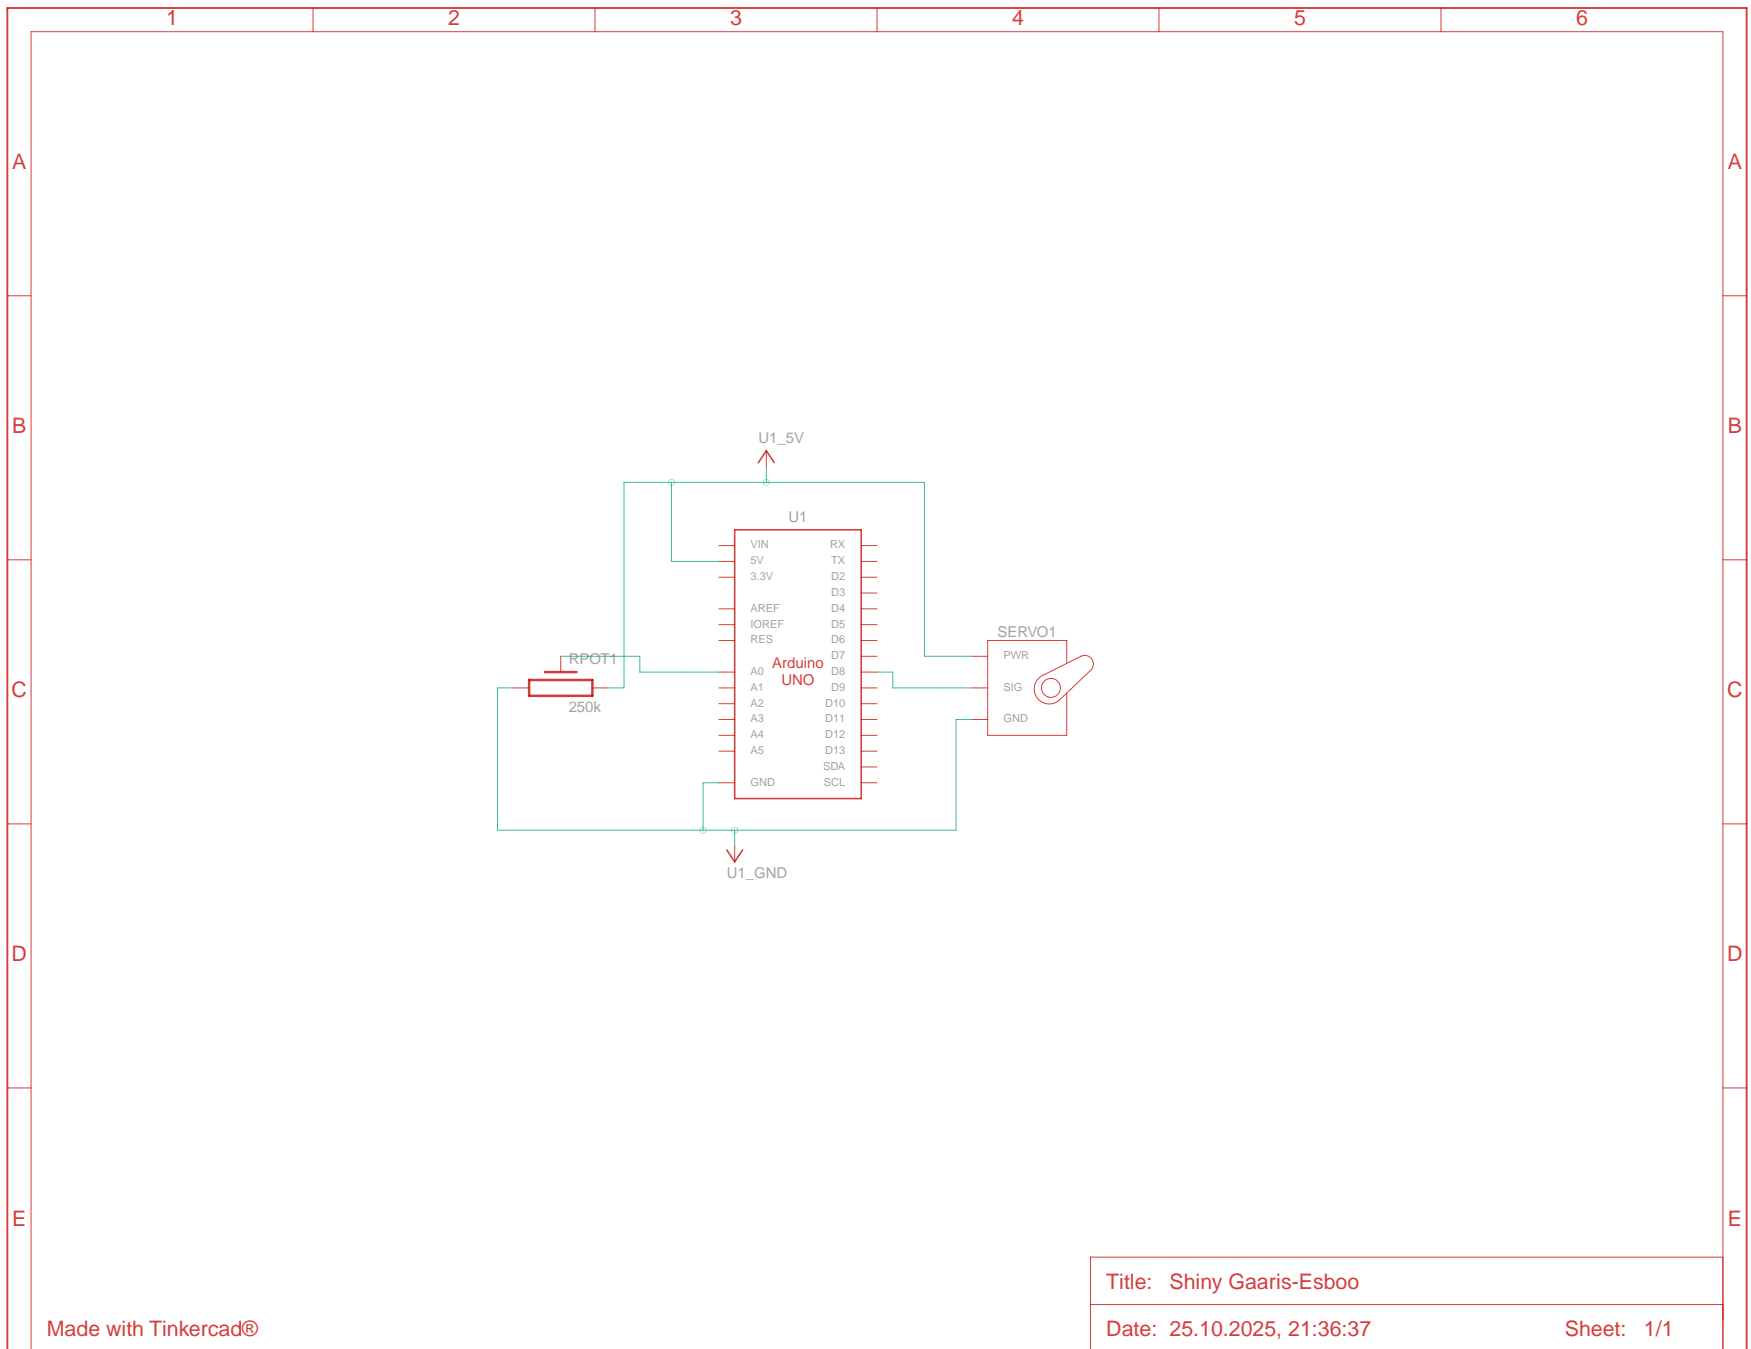 1 2 3 4 5 6
A A
B B
U1_5V
U1
VIN RX
5V TX
3.3V D2
D3
AREF D4
IOREF D5
RES D6
D7
A0 D8
A1 D9
A2 D10
A3 D11
A4 D12
A5 D13
SDA
GND SCL
Arduino
UNO
SERVO1
PWR
SIG
GND
RPOT1
250k
C C
U1_GND
D D
E E
Title: Shiny Gaaris-Esboo
Made with Tinkercad®
Date: 25.10.2025, 21:36:37 Sheet: 1/1